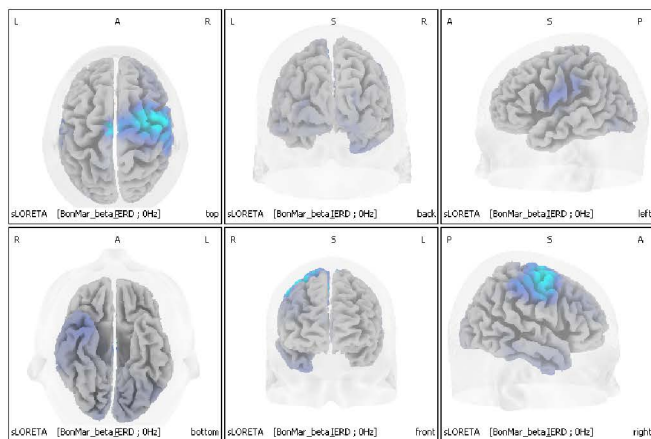 L A R
L S R
A S P
sLORETA [BonMar_beta_ERD ; 0Hz] top
sLORETA [BonMar_beta_ERD ; 0Hz] back
sLORETA [BonMar_beta_ERD ; 0Hz] left
R A L
R S L
P S A
sLORETA [BonMar_beta_ERD ; 0Hz] bottom
sLORETA [BonMar_beta_ERD ; 0Hz] front
sLORETA [BonMar_beta_ERD ; 0Hz] right